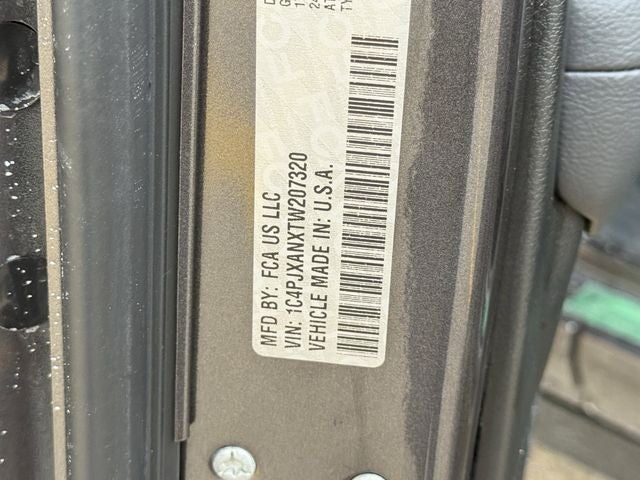 MFD BY: FCA US LLC
VIN: 1C4PJXANXTW207320
VEHICLE MADE IN: U.S.A.